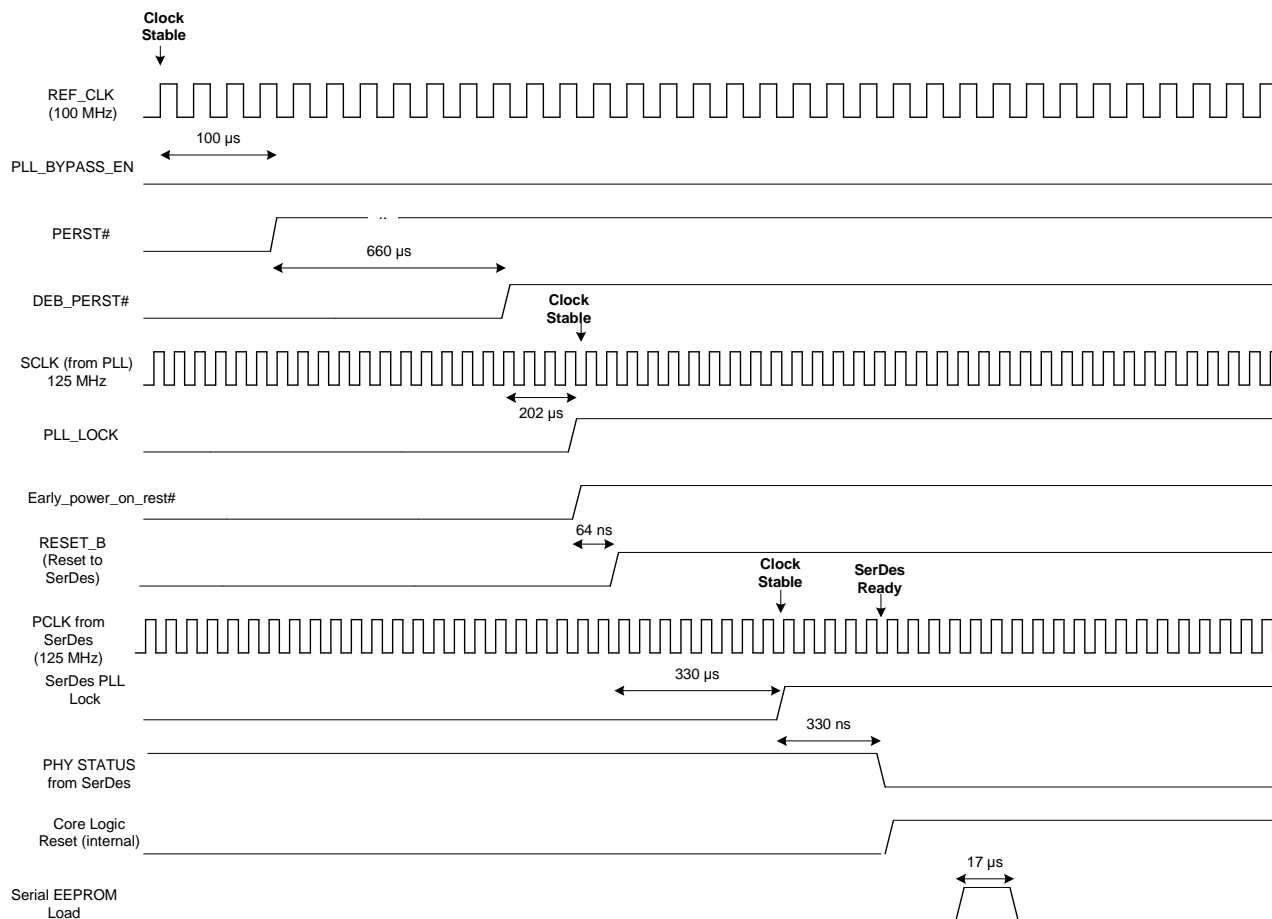 Clock
Stable
REF_CLK
(100 MHz)
100 µs
PLL_BYPASS_EN
PERST#
..
660 µs
DEB_PERST#
Clock
Stable
SCLK (from PLL)
125 MHz
202 µs
PLL_LOCK
Early_power_on_rest#
64 ns
RESET_B
(Reset to
SerDes)
Clock
Stable
SerDes
Ready
PCLK from
SerDes
(125 MHz)
SerDes PLL
Lock
330 µs
330 ns
PHY STATUS
from SerDes
Core Logic
Reset (internal)
17 µs
Serial EEPROM
Load